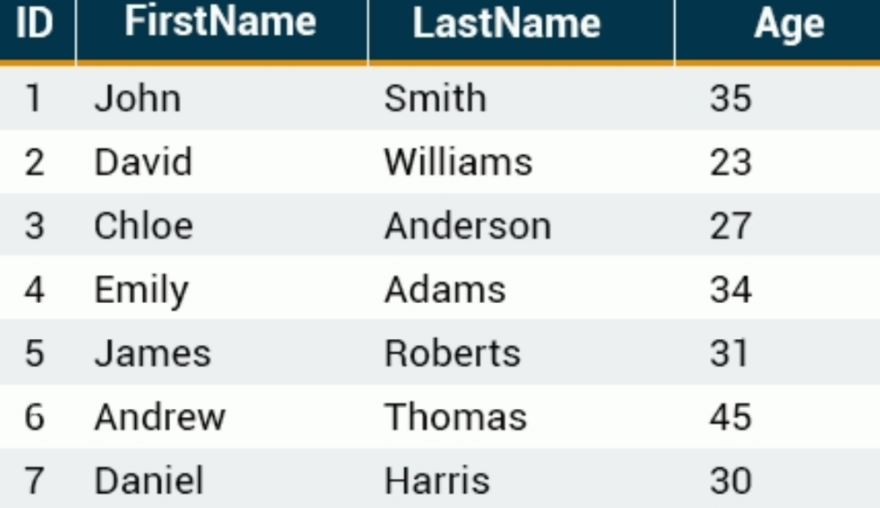 ID FirstName LastName Age
1 John Smith 35
2 David Williams 23
3 Chloe Anderson 27
4 Emily Adams 34
5 James Roberts 31
6 Andrew Thomas 45
7 Daniel Harris 30